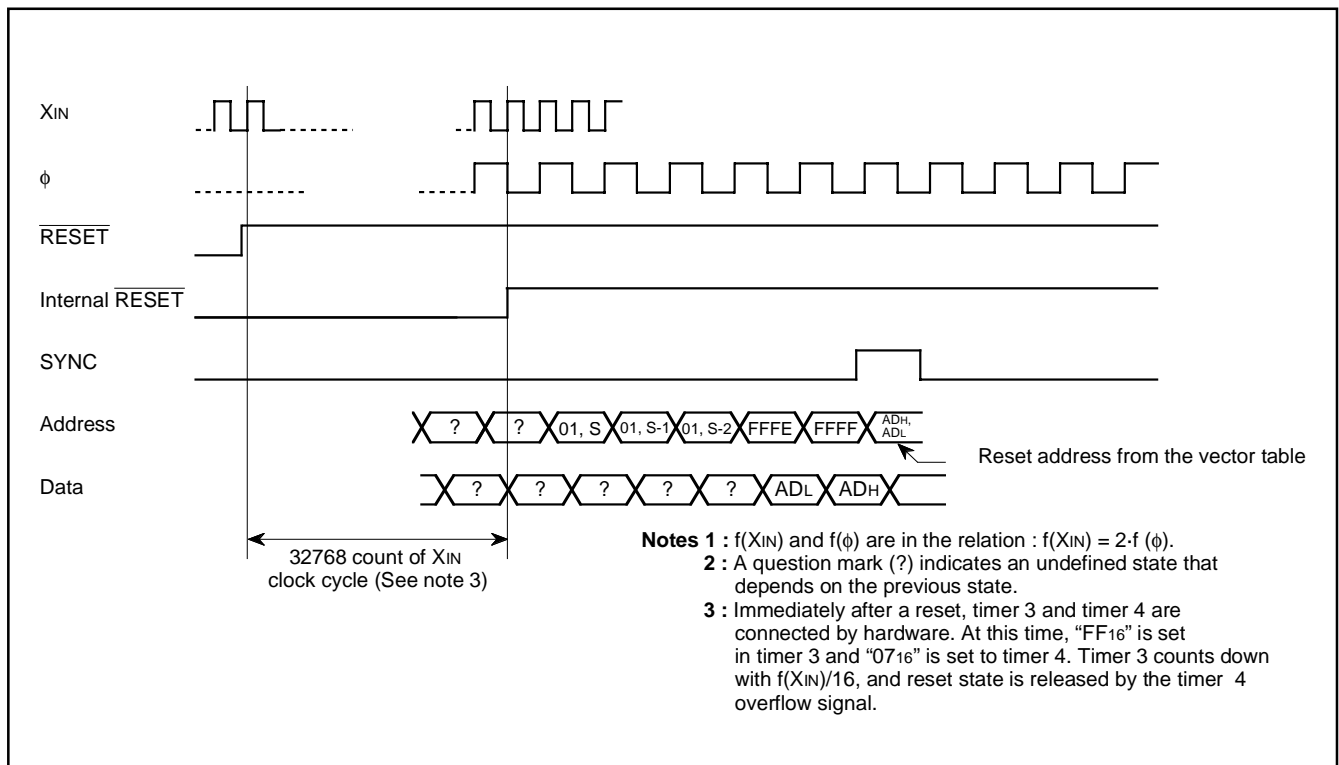 XIN
ϕ
RESET
Internal RESET
SYNC
Address
? ? 01, S 01, S-1 01, S-2 FFFE FFFF ADH, ADL
Reset address from the vector table
Data
? ? ? ? ? ADL ADH
32768 count of XIN
clock cycle (See note 3)
Notes 1 : f(XIN) and f(ϕ) are in the relation : f(XIN) = 2·f (ϕ).
2 : A question mark (?) indicates an undefined state that
depends on the previous state.
3 : Immediately after a reset, timer 3 and timer 4 are
connected by hardware. At this time, “FF16” is set
in timer 3 and “0716” is set to timer 4. Timer 3 counts down
with f(XIN)/16, and reset state is released by the timer 4
overflow signal.